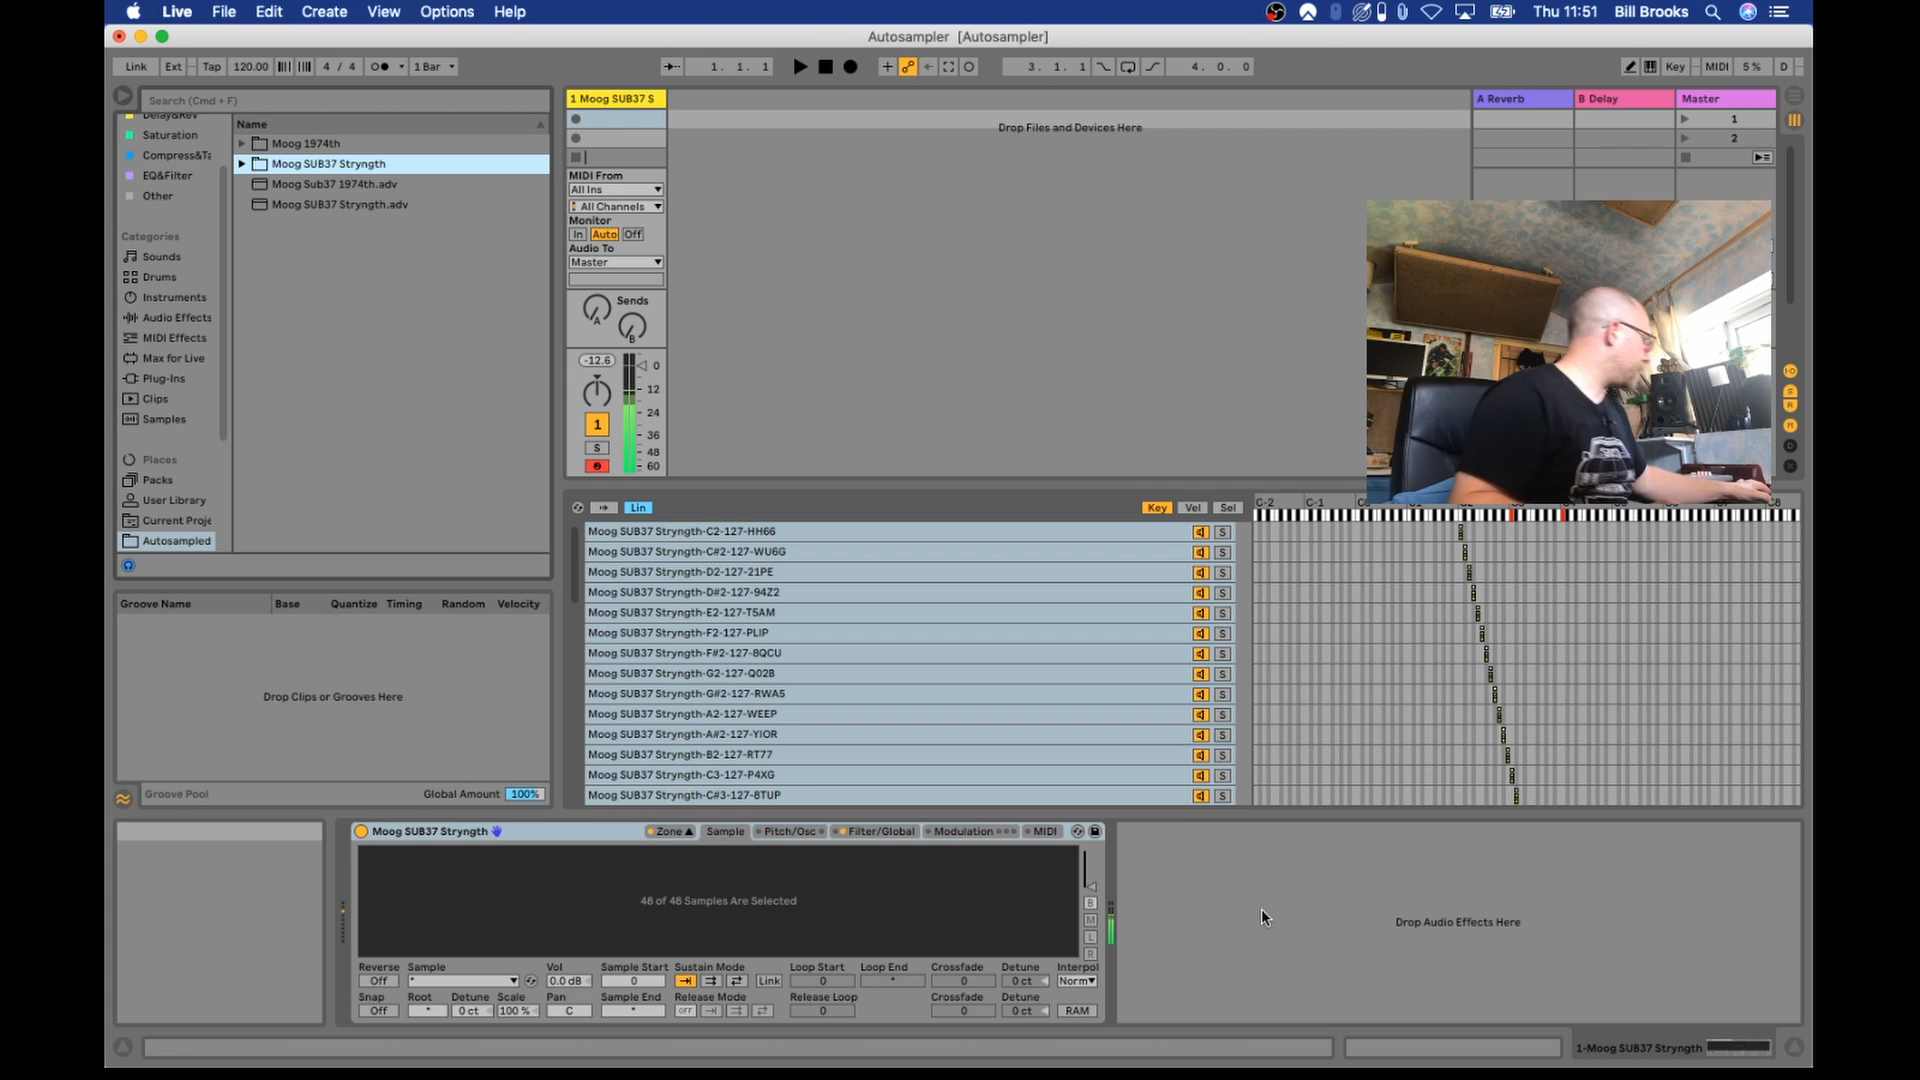 Live File Edit Create View Options Help
Thu 11:51 Bill Brooks
Autosampler [Autosampler]
Link Ext Tap 120.00 4 / 4 1 Bar
1. 1. 1
3. 1. 1 4. 0. 0
Key MIDI 5 % D
Search (Cmd + F)
Delay&Rev
Saturation
Compress&Ta
EQ&Filter
Other
Categories
Sounds
Drums
Instruments
Audio Effects
MIDI Effects
Max for Live
Plug-Ins
Clips
Samples
Places
Packs
User Library
Current Proje
Autosampled
Name
Moog 1974th
Moog SUB37 Stryngth
Moog Sub37 1974th.adv
Moog SUB37 Stryngth.adv
Groove Name Base Quantize Timing Random Velocity
Drop Clips or Grooves Here
Groove Pool Global Amount 100%
1 Moog SUB37 S
MIDI From
All Ins
All Channels
Monitor
In Auto Off
Audio To
Master
Sends
A
B
-12.6
0
12
24
36
48
60
1
S
Drop Files and Devices Here
A Reverb B Delay Master
1
2
Lin Key Vel Sel
C-2 C-1
Moog SUB37 Stryngth-C2-127-HH66 S
Moog SUB37 Stryngth-C#2-127-WU6G S
Moog SUB37 Stryngth-D2-127-21PE S
Moog SUB37 Stryngth-D#2-127-94Z2 S
Moog SUB37 Stryngth-E2-127-T5AM S
Moog SUB37 Stryngth-F2-127-PLIP S
Moog SUB37 Stryngth-F#2-127-8QCU S
Moog SUB37 Stryngth-G2-127-Q02B S
Moog SUB37 Stryngth-G#2-127-RWA5 S
Moog SUB37 Stryngth-A2-127-WEEP S
Moog SUB37 Stryngth-A#2-127-YIOR S
Moog SUB37 Stryngth-B2-127-RT77 S
Moog SUB37 Stryngth-C3-127-P4XG S
Moog SUB37 Stryngth-C#3-127-8TUP S
Moog SUB37 Stryngth Zone Sample Pitch/Osc Filter/Global Modulation MIDI
48 of 48 Samples Are Selected
B
M
L
R
Reverse Sample Vol Sample Start Sustain Mode Loop Start Loop End Crossfade Detune Interpol
Off * 0.0 dB 0 Link 0 * 0 0 ct Norm
Snap Root Detune Scale Pan Sample End Release Mode Release Loop Crossfade Detune
Off * 0 ct 100 % C * OFF 0 0 0 ct RAM
Drop Audio Effects Here
1-Moog SUB37 Stryngth